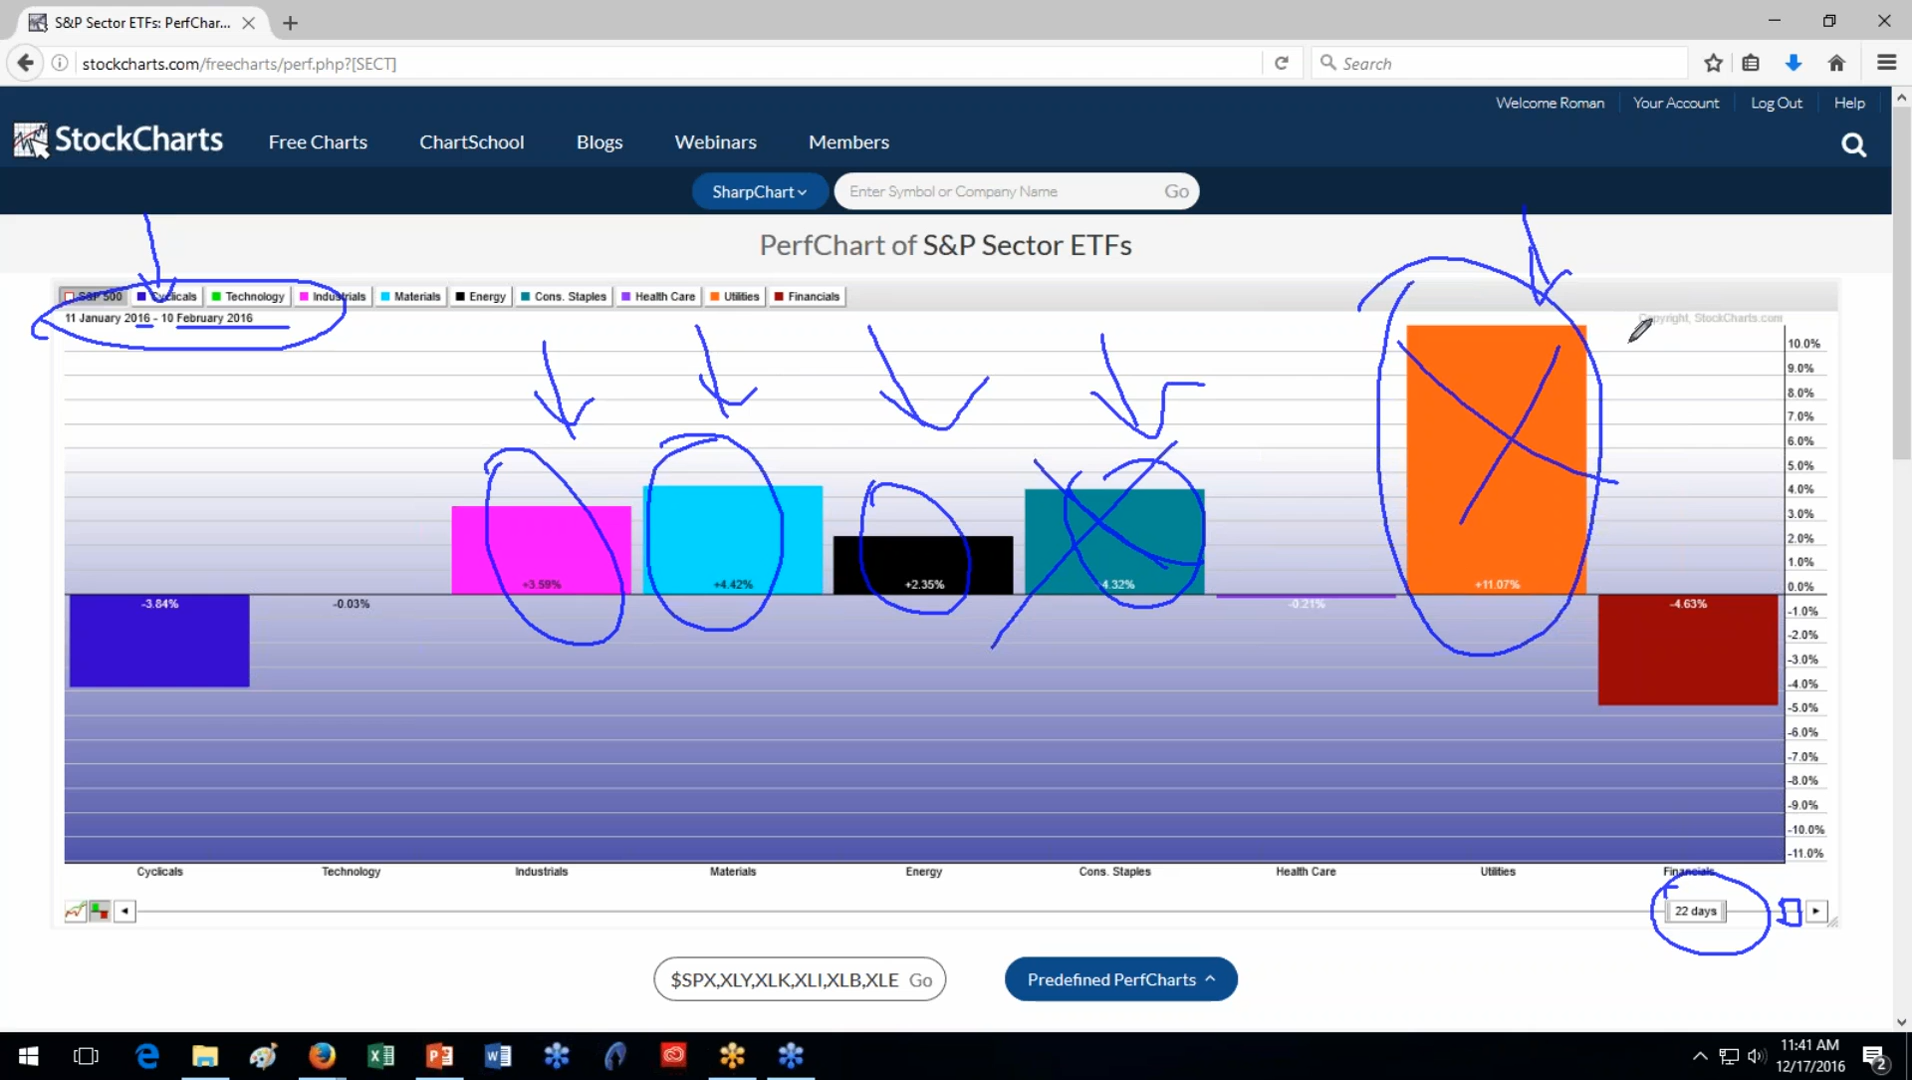 S&P Sector ETFs: PerfChar...
stockcharts.com/freecharts/perf.php?[SECT]
Search
Welcome Roman Your Account Log Out Help
StockCharts Free Charts ChartSchool Blogs Webinars Members
SharpChart Enter Symbol or Company Name Go
PerfChart of S&P Sector ETFs
S&P 500 Cyclicals Technology Industrials Materials Energy Cons. Staples Health Care Utilities Financials
11 January 2016 - 10 February 2016
Copyright, StockCharts.com
10.0%
9.0%
8.0%
7.0%
6.0%
5.0%
4.0%
3.0%
2.0%
1.0%
0.0%
-1.0%
-2.0%
-3.0%
-4.0%
-5.0%
-6.0%
-7.0%
-8.0%
-9.0%
-10.0%
-11.0%
+3.59% +4.42% +2.35% 4.32% +11.07%
-3.84% -0.03% -0.21% -4.63%
Cyclicals Technology Industrials Materials Energy Cons. Staples Health Care Utilities Financials
22 days
$SPX,XLY,XLK,XLI,XLB,XLE Go
Predefined PerfCharts
11:41 AM
12/17/2016
2